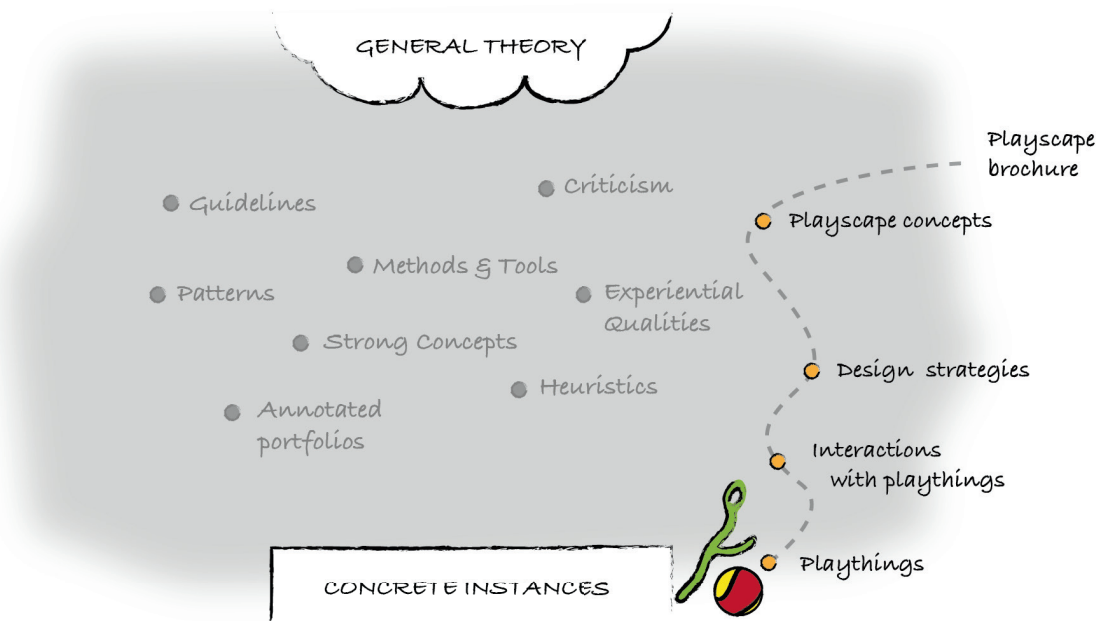 GENERAL THEORY
Playscape
brochure
Criticism
Guidelines
Playscape concepts
Methods & Tools
Patterns
Experiential
Qualities
Strong Concepts
Design strategies
Heuristics
Annotated
portfolios
Interactions
with playthings
Playthings
CONCRETE INSTANCES